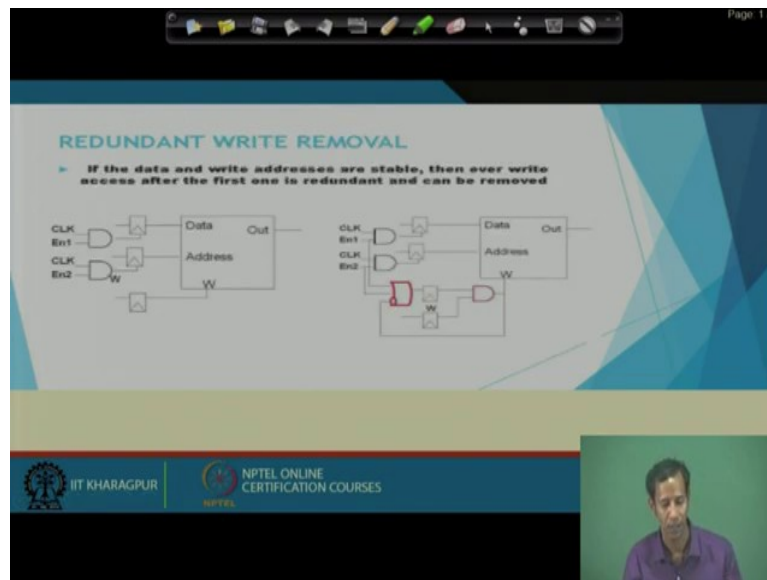 Page: 1
REDUNDANT WRITE REMOVAL
If the data and write addresses are stable, then ever write
access after the first one is redundant and can be removed
CLK
En1
CLK
En2
W
Data
Out
Address
W
CLK
En1
CLK
En2
W
Data
Out
Address
W
IIT KHARAGPUR
NPTEL
NPTEL ONLINE
CERTIFICATION COURSES